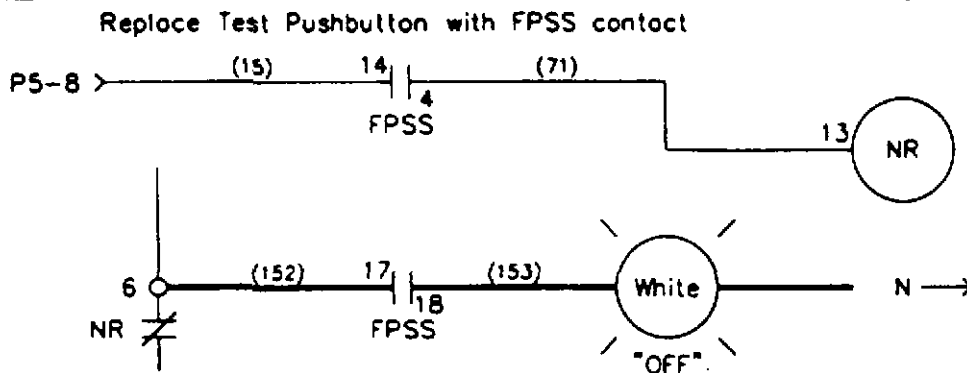 Replace Test Pushbutton with FPSS contact
P5-8 (15) 14 4 (71) 13 NR
FPSS
6 (152) 17 18 (153) White N
NR FPSS
"OFF".